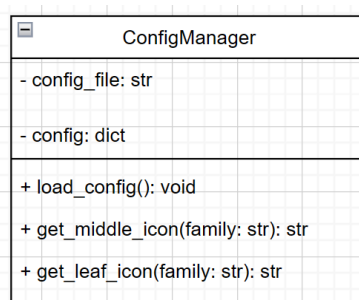 ConfigManager
- config_file: str
- config: dict
+ load_config(): void
+ get_middle_icon(family: str): str
+ get_leaf_icon(family: str): str